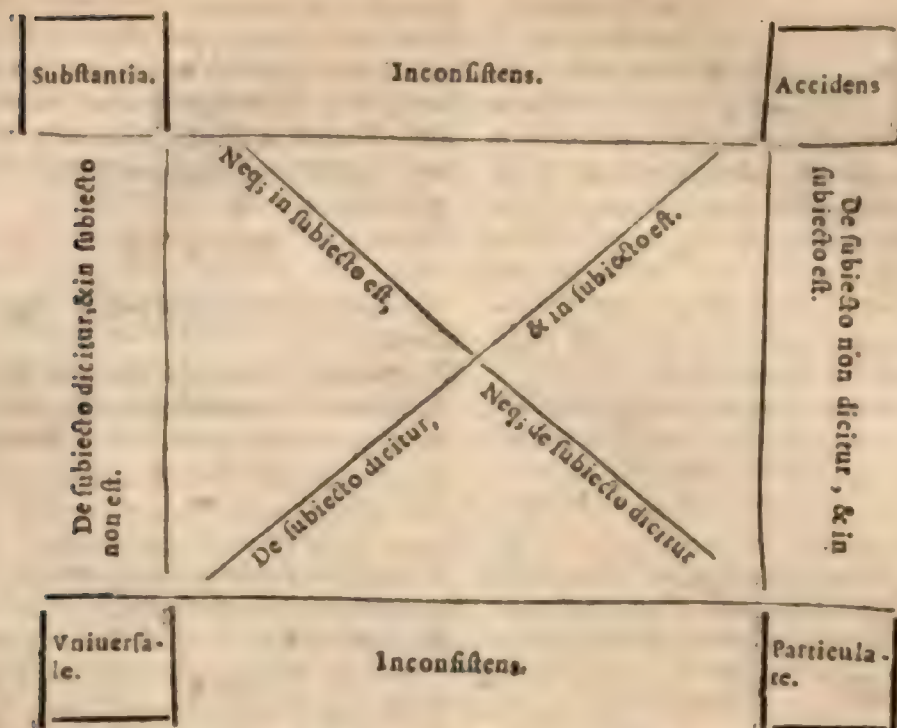 Subſtantia.
Inconſiſtens.
Accidens
De ſubiecto dicitur, & in ſubiecto
non eſt.
Neq; in ſubiecto eſt,
& in ſubiecto eſt.
De ſubiecto non dicitur , & in
ſubiecto eſt.
De ſubiecto dicitur,
Neq; de ſubiecto dicitur
Vniuerſa-
le.
Inconſiſtens.
Particula-
re.